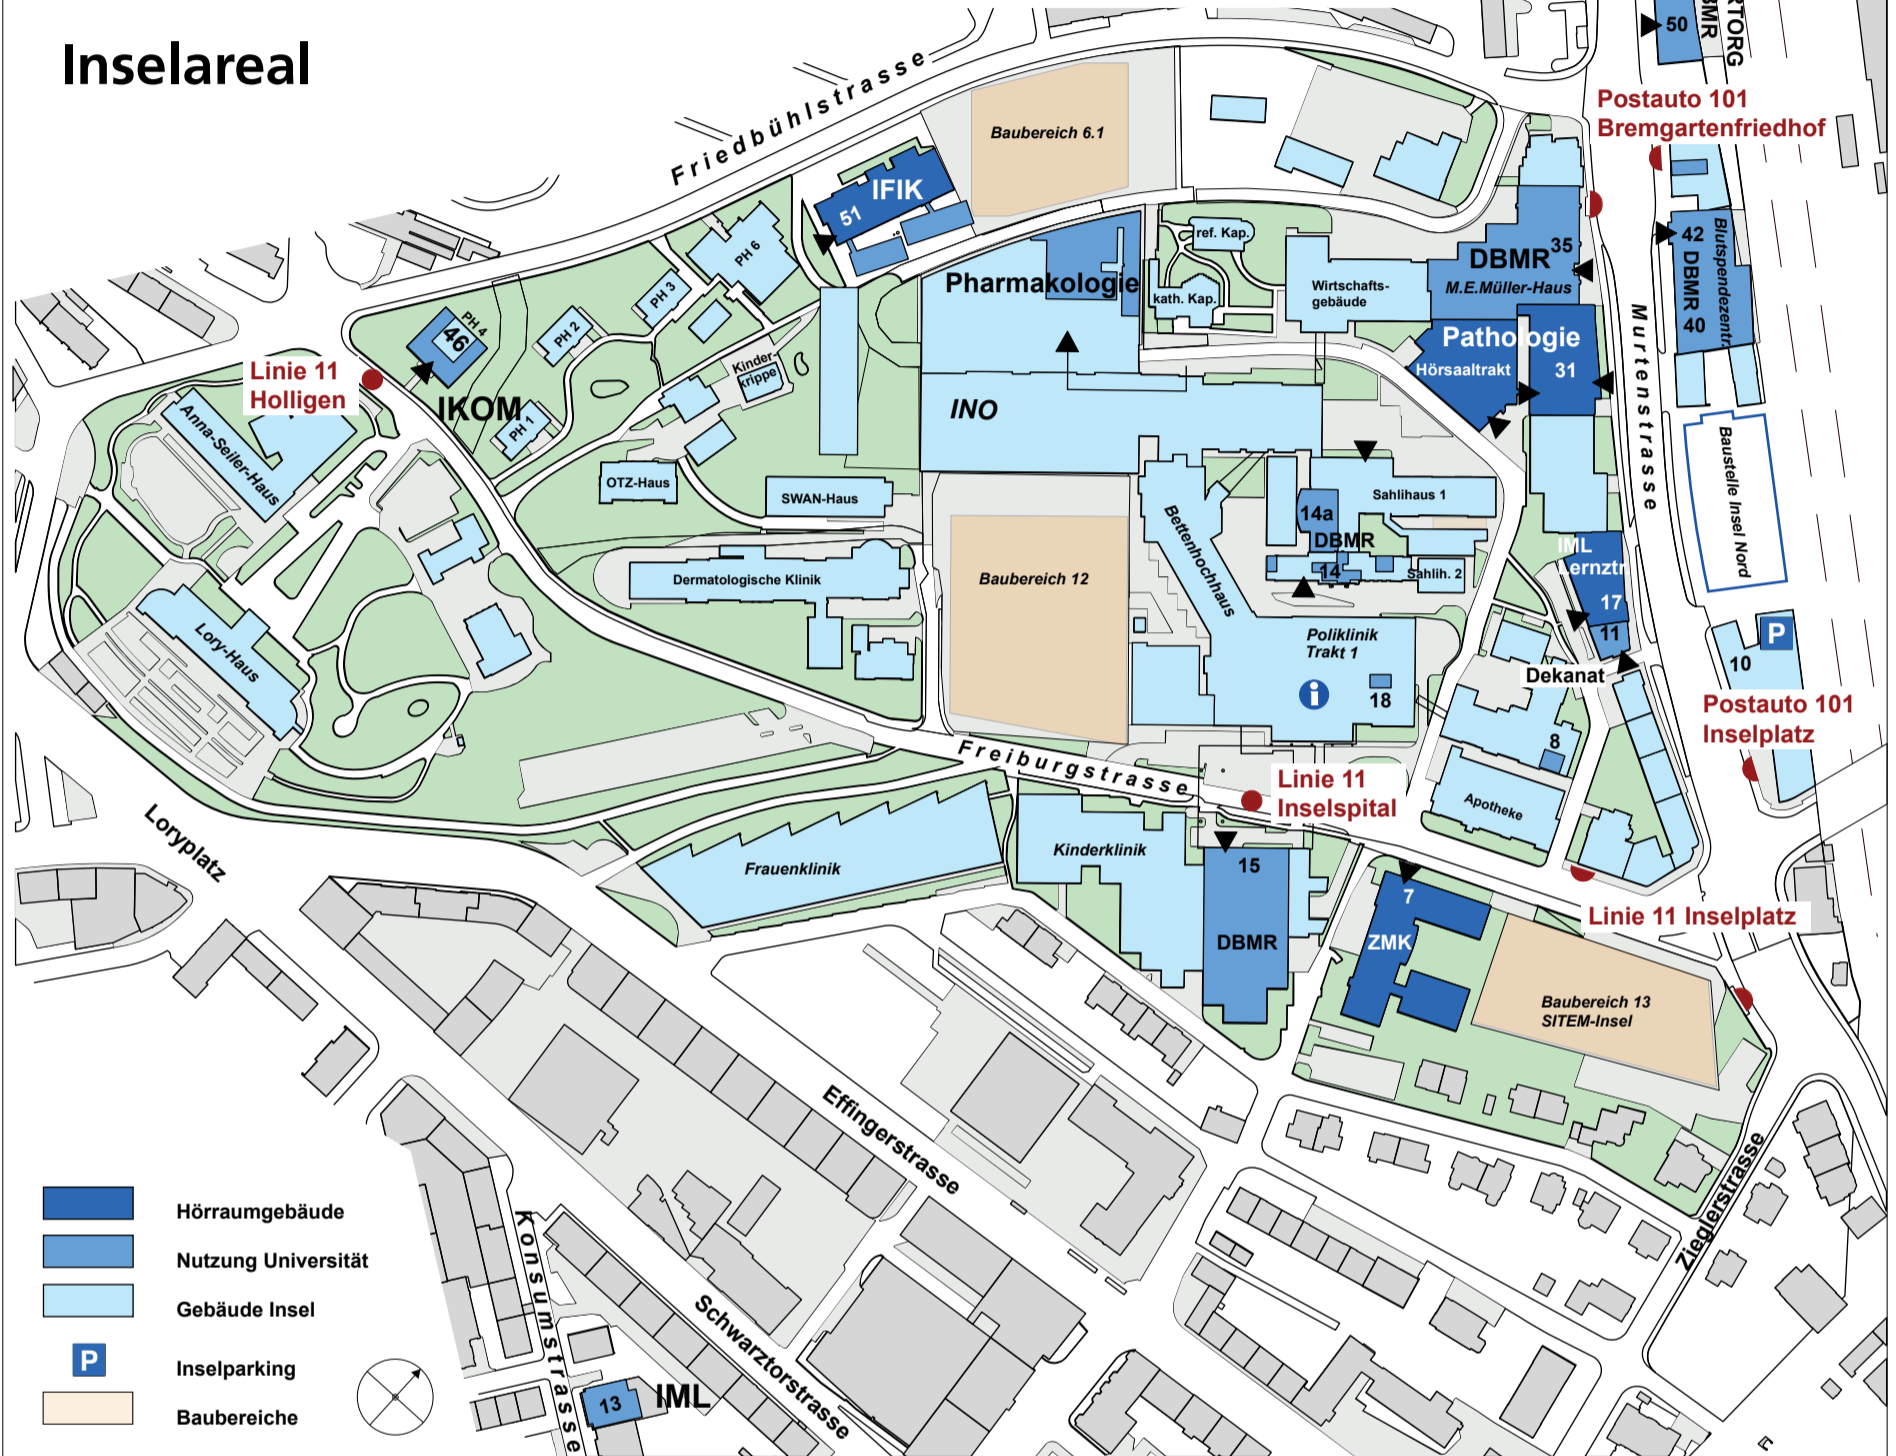 Inselareal
50
DBMR
RTORG
Postauto 101
Bremgartenfriedhof
Friedbühlstrasse
Baubereich 6.1
IFIK
51
PH 6
ref. Kap.
kath. Kap.
Wirtschafts-
gebäude
DBMR
35
M.E.Müller-Haus
42
DBMR
40
Blutspendezentr.
Pharmakologie
PH 3
PH 2
PH 4
46
PH 1
IKOM
Linie 11
Holligen
Kinder-
krippe
INO
Pathologie
Hörsaaltrakt
31
Murtenstrasse
Anna-Seiler-Haus
OTZ-Haus
SWAN-Haus
Bettenhochhaus
Sahlihaus 1
14a
DBMR
14
Sahlih. 2
Baustelle Insel Nord
IML
Lernztr.
17
11
Dermatologische Klinik
Baubereich 12
Lory-Haus
Poliklinik
Trakt 1
18
Dekanat
P
10
8
Postauto 101
Inselplatz
Freiburgstrasse
Linie 11
Inselspital
Apotheke
Loryplatz
Frauenklinik
Kinderklinik
15
DBMR
7
ZMK
Linie 11 Inselplatz
Baubereich 13
SITEM-Insel
Effingerstrasse
Zieglerstrasse
Konsumstrasse
Schwarztorstrasse
13
IML
Hörraumgebäude
Nutzung Universität
Gebäude Insel
P
Inselparking
Baubereiche